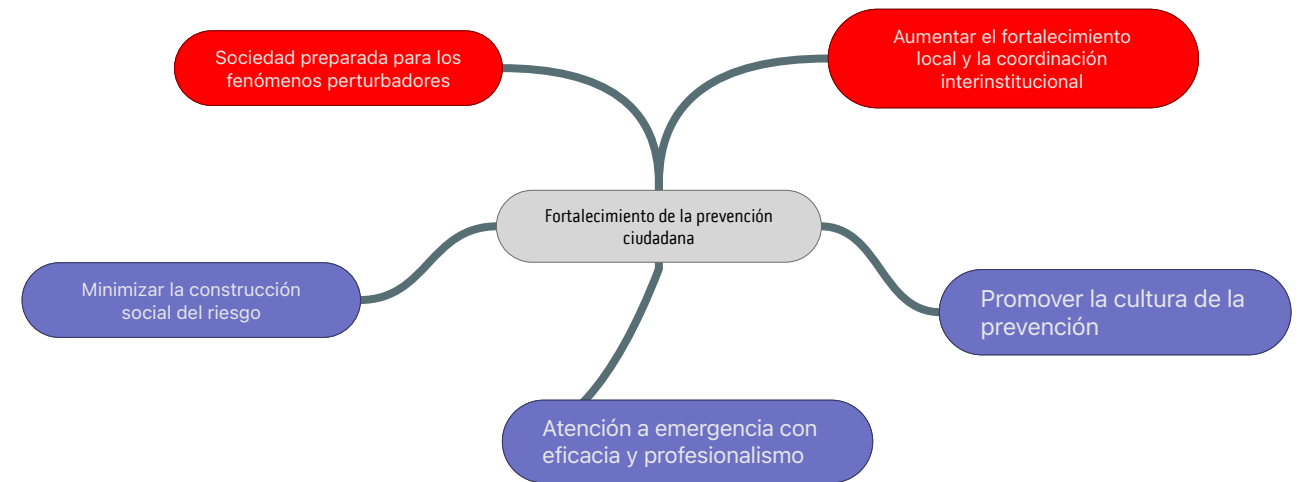 Sociedad preparada para los
fenómenos perturbadores
Aumentar el fortalecimiento
local y la coordinación
interinstitucional
Fortalecimiento de la prevención
ciudadana
Minimizar la construcción
social del riesgo
Promover la cultura de la
prevención
Atención a emergencia con
eficacia y profesionalismo